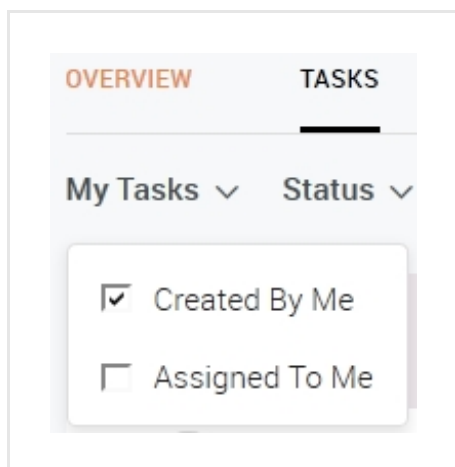 OVERVIEW TASKS
My Tasks Status
Created By Me
Assigned To Me